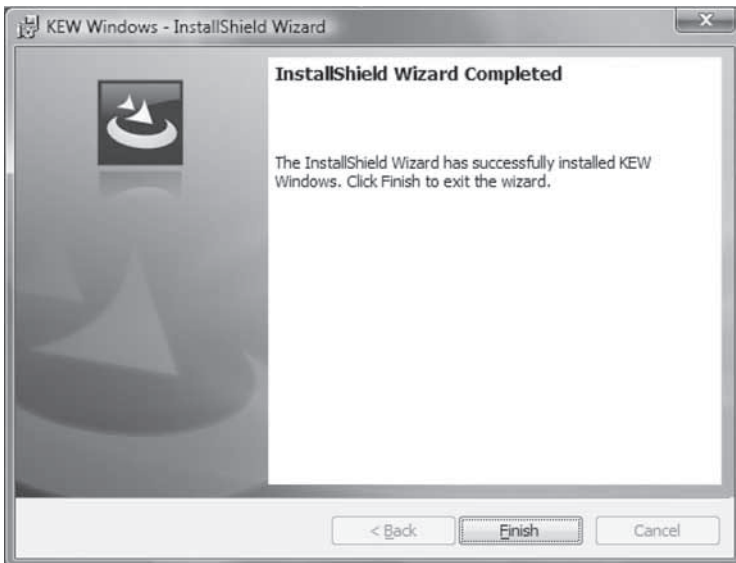 KEW Windows - InstallShield Wizard
InstallShield Wizard Completed
The InstallShield Wizard has successfully installed KEW
Windows. Click Finish to exit the wizard.
< Back
Finish
Cancel